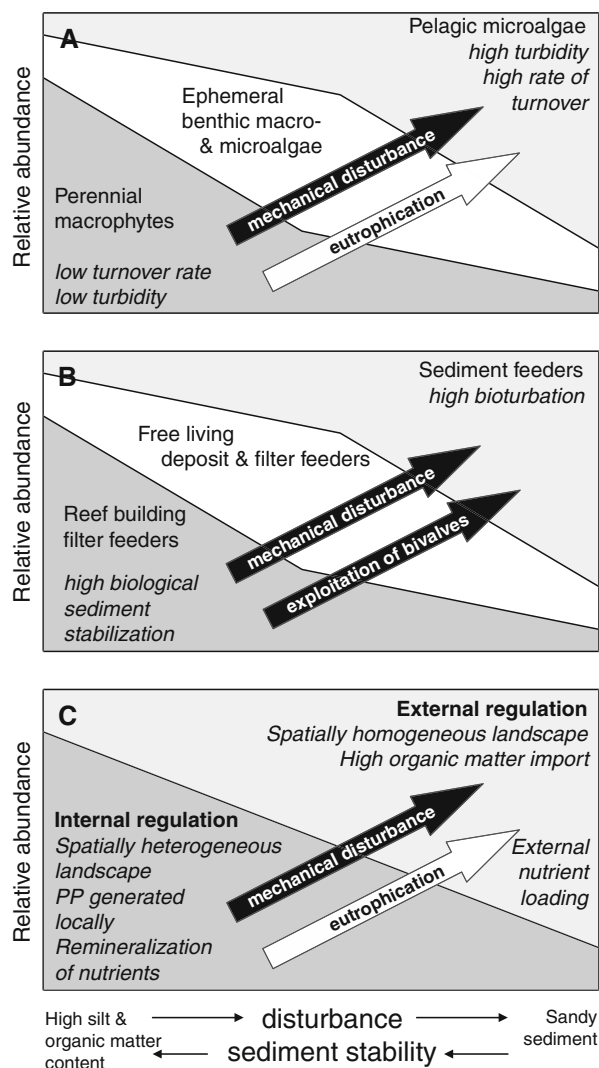 A
Pelagic microalgae
high turbidity
high rate of
turnover
Ephemeral
benthic macro-
& microalgae
mechanical disturbance
eutrophication
Perennial
macrophytes
low turnover rate
low turbidity
Relative abundance
B
Sediment feeders
high bioturbation
Free living
deposit & filter feeders
mechanical disturbance
exploitation of bivalves
Reef building
filter feeders
high biological
sediment
stabilization
Relative abundance
C
External regulation
Spatially homogeneous landscape
High organic matter import
mechanical disturbance
eutrophication
Internal regulation
Spatially heterogeneous
landscape
PP generated
locally
Remineralization
of nutrients
External
nutrient
loading
Relative abundance
High silt &
organic matter
content
disturbance
sediment stability
Sandy
sediment